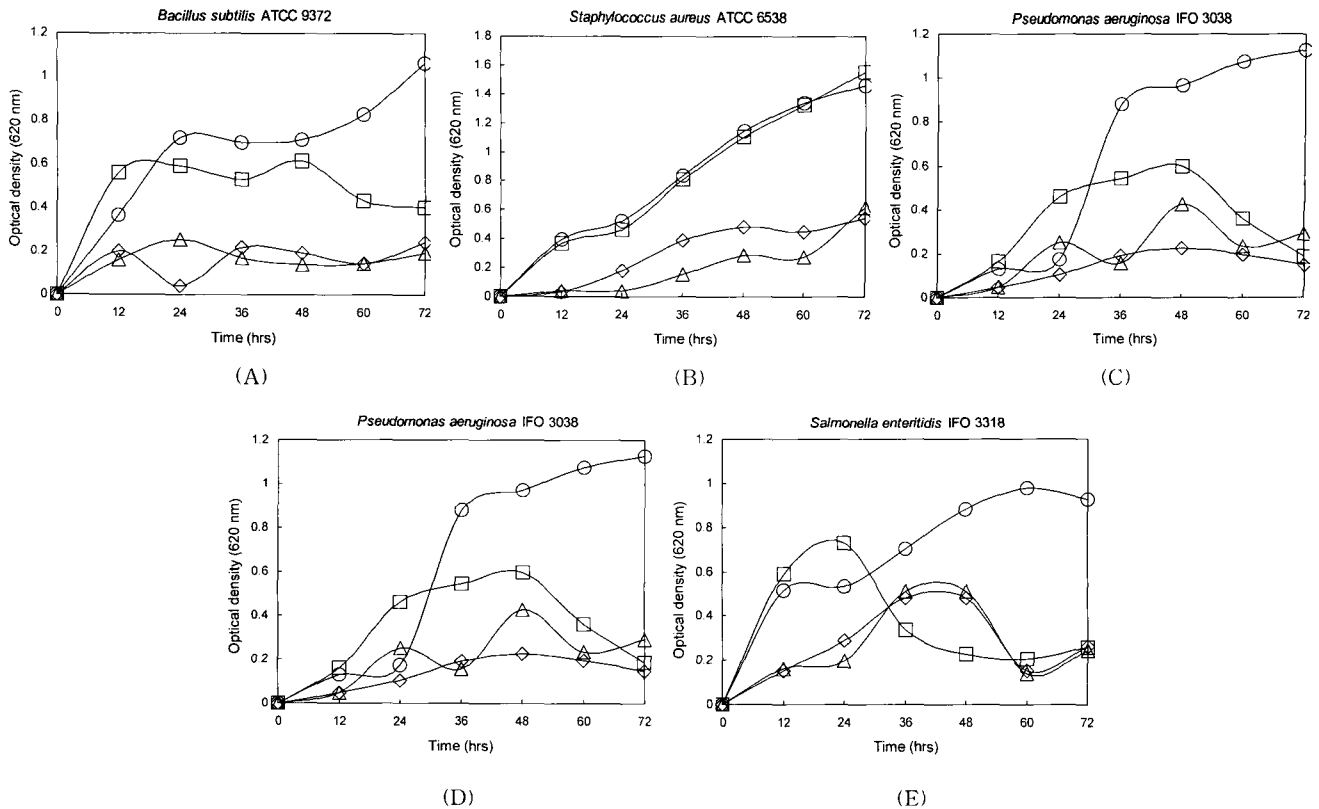 Bacillus subtilis ATCC 9372
1.2
1
0.8
0.6
0.4
0.2
0
Optical density (620 nm)
0 12 24 36 48 60 72
Time (hrs)
(A)
Staphylococcus aureus ATCC 6538
1.8
1.6
1.4
1.2
1
0.8
0.6
0.4
0.2
0
Optical density (620 nm)
0 12 24 36 48 60 72
Time (hrs)
(B)
Pseudomonas aeruginosa IFO 3038
1.2
1
0.8
0.6
0.4
0.2
0
Optical density (620 nm)
0 12 24 36 48 60 72
Time (hrs)
(C)
Pseudomonas aeruginosa IFO 3038
1.2
1
0.8
0.6
0.4
0.2
0
Optical density (620 nm)
0 12 24 36 48 60 72
Time (hrs)
(D)
Salmonella enteritidis IFO 3318
1.2
1
0.8
0.6
0.4
0.2
0
Optical density (620 nm)
0 12 24 36 48 60 72
Time (hrs)
(E)